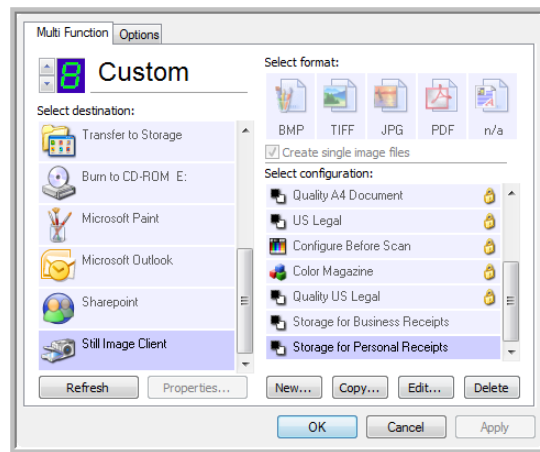 Multi Function Options
8 Custom
Select destination:
Transfer to Storage
Burn to CD-ROM E:
Microsoft Paint
Microsoft Outlook
Sharepoint
Still Image Client
Refresh Properties...
Select format:
BMP TIFF JPG PDF n/a
Create single image files
Select configuration:
Quality A4 Document
US Legal
Configure Before Scan
Color Magazine
Quality US Legal
Storage for Business Receipts
Storage for Personal Receipts
New... Copy... Edit... Delete
OK Cancel Apply